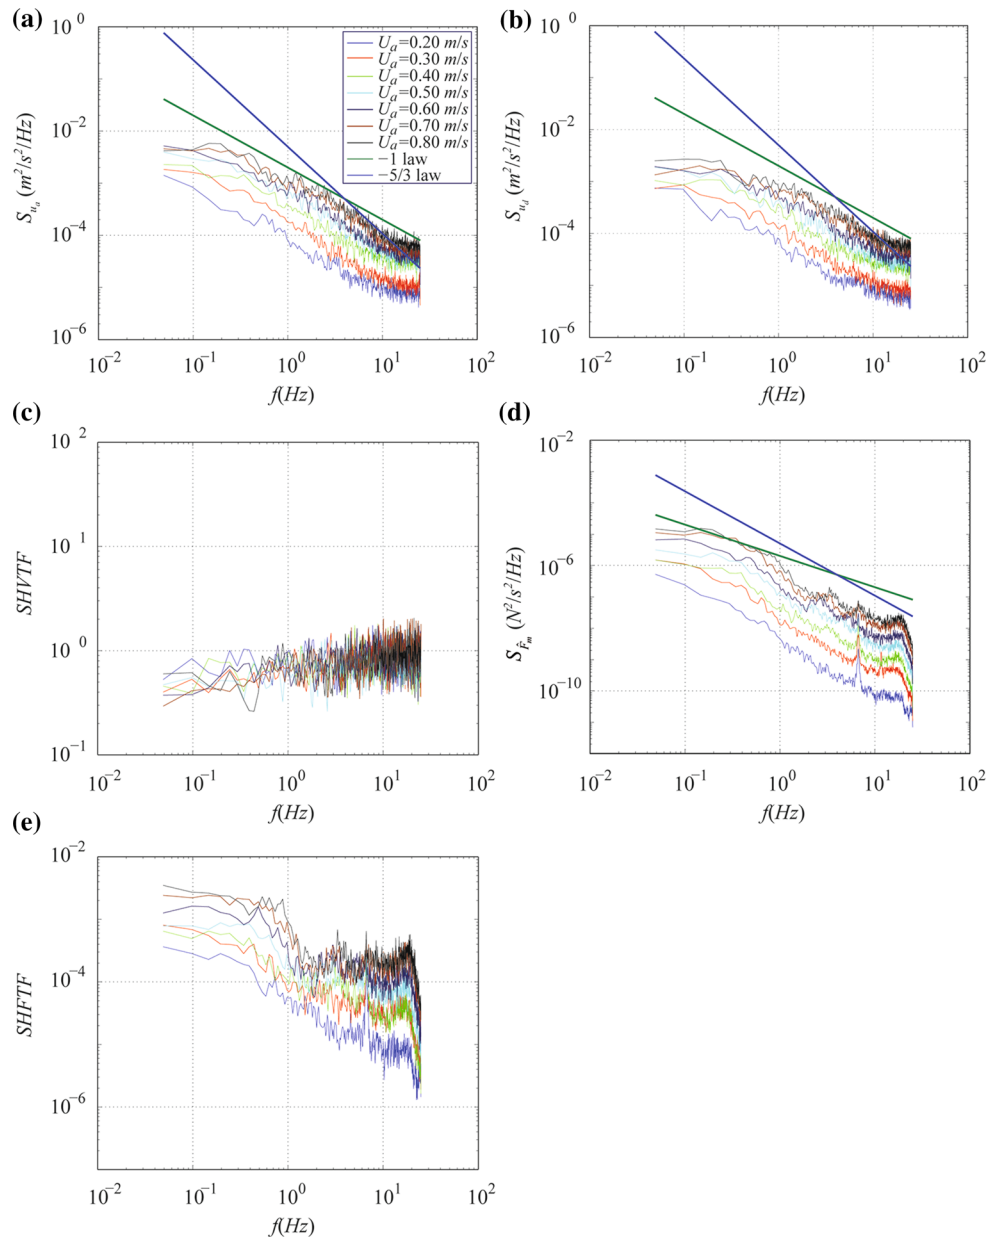 (a)
10^0
10^−2
10^−4
10^−6
S_{u_a} (m^2/s^2/Hz)
U_a=0.20 m/s
U_a=0.30 m/s
U_a=0.40 m/s
U_a=0.50 m/s
U_a=0.60 m/s
U_a=0.70 m/s
U_a=0.80 m/s
−1 law
−5/3 law
10^−2 10^−1 10^0 10^1 10^2
f(Hz)
(b)
10^0
10^−2
10^−4
10^−6
S_{u_d} (m^2/s^2/Hz)
10^−2 10^−1 10^0 10^1 10^2
f(Hz)
(c)
10^2
10^1
10^0
10^−1
SHVTF
10^−2 10^−1 10^0 10^1 10^2
f(Hz)
(d)
10^−2
10^−6
10^−10
S_{F̂_m} (N^2/s^2/Hz)
10^−2 10^−1 10^0 10^1 10^2
f(Hz)
(e)
10^−2
10^−4
10^−6
SHFTF
10^−2 10^−1 10^0 10^1 10^2
f(Hz)